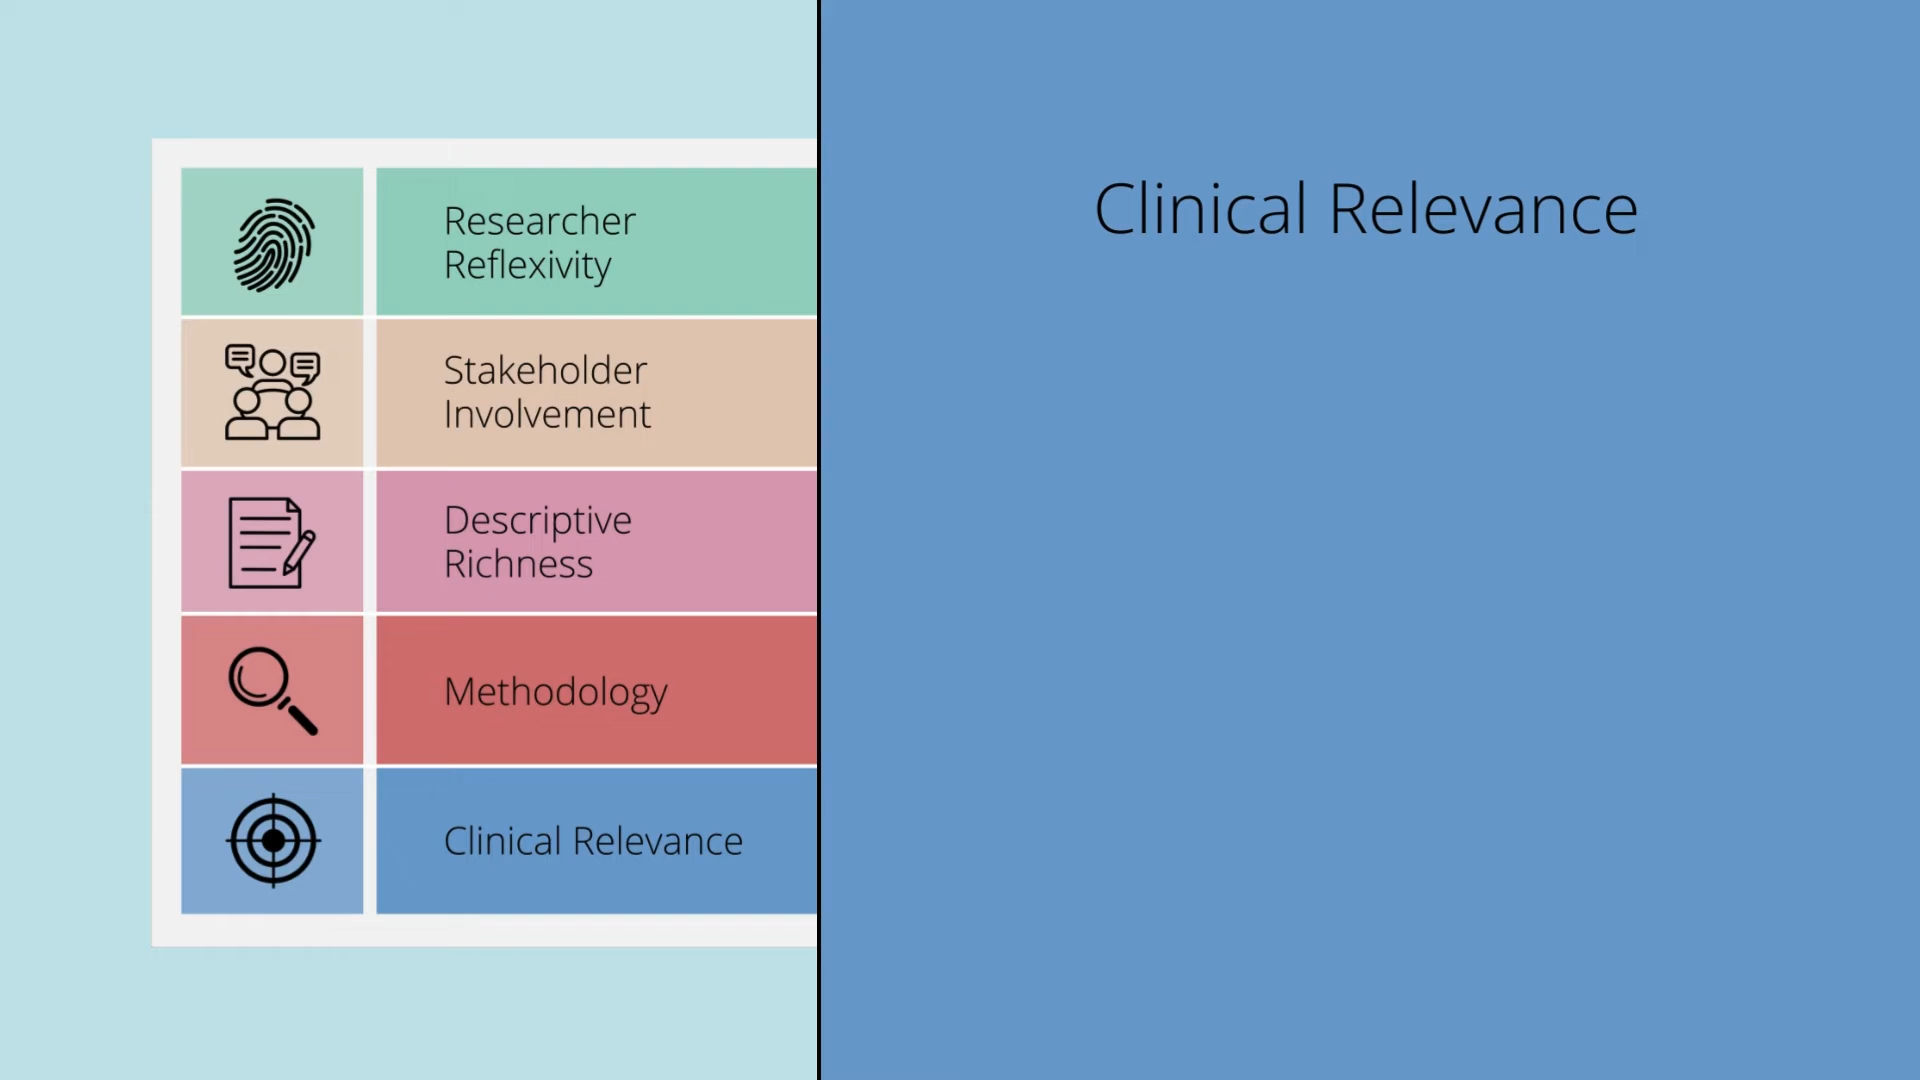 Researcher
Reflexivity
Stakeholder
Involvement
Descriptive
Richness
Methodology
Clinical Relevance
Clinical Relevance